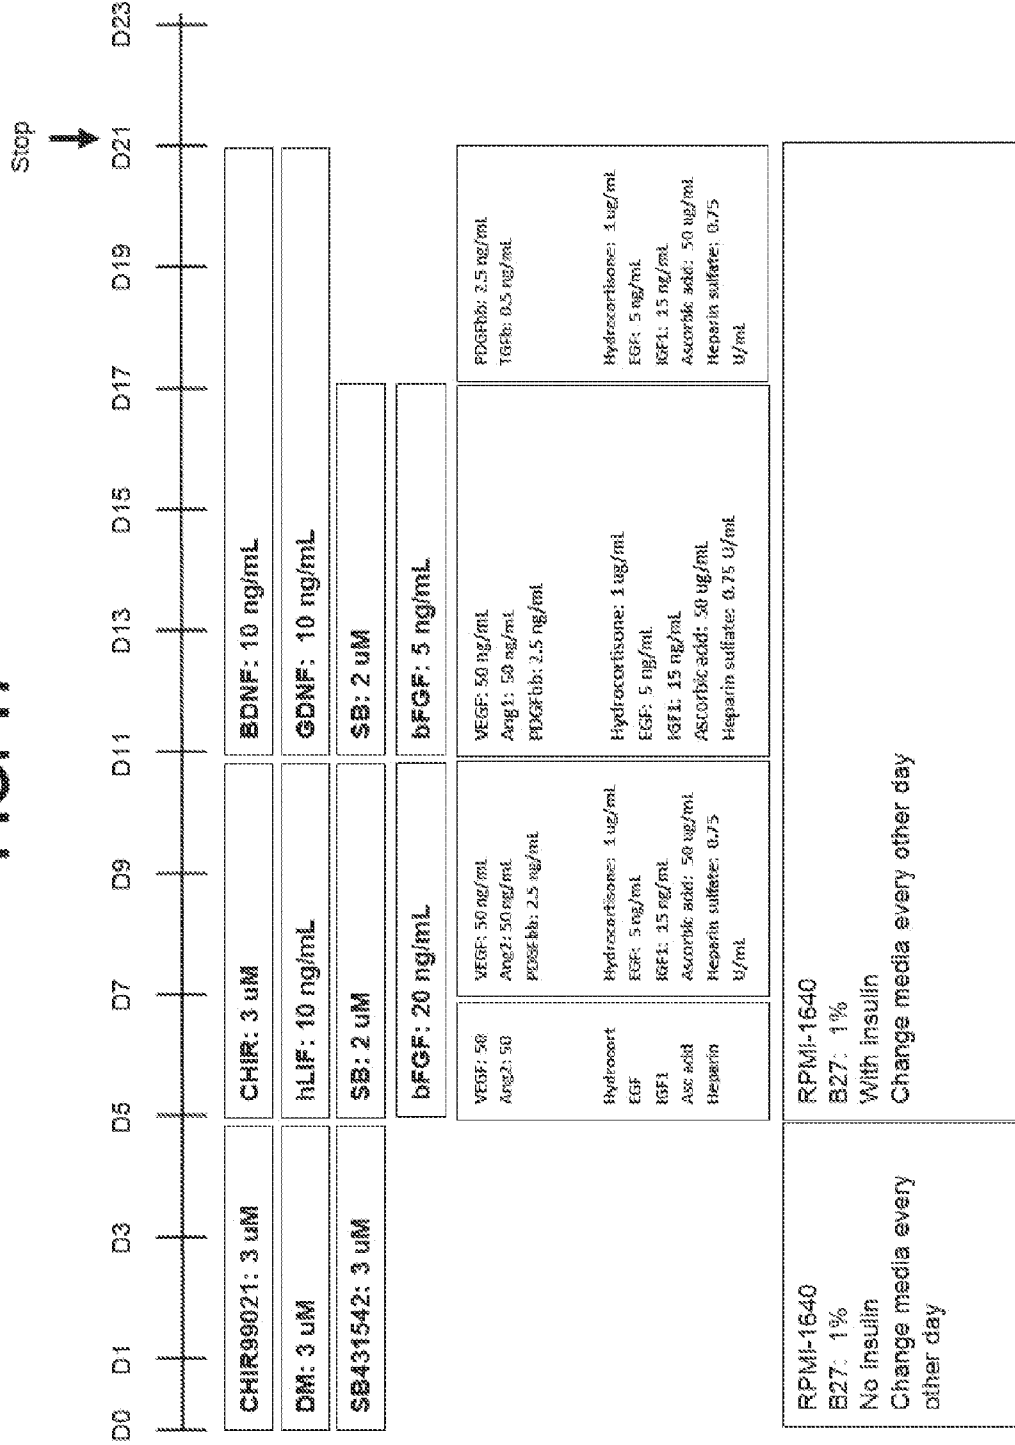 Stop
D0 D1 D3 D5 D7 D9 D11 D13 D15 D17 D19 D21 D23
CHIR99021: 3 uM
CHIR: 3 uM
BDNF: 10 ng/mL
DM: 3 uM
hLIF: 10 ng/mL
GDNF: 10 ng/mL
SB431542: 3 uM
SB: 2 uM
SB: 2 uM
bFGF: 20 ng/mL
bFGF: 5 ng/mL
VEGF: 50
Ang2: 50
Hydrocort
EGF
IGF1
Asc acid
Heparin
VEGF: 50 ng/mL
Ang2: 50 ng/mL
PDGFbb: 2.5 ng/mL
Hydrocortisone: 1 ug/mL
EGF: 5 ng/mL
IGF1: 15 ng/mL
Ascorbic acid: 50 ug/mL
Heparin sulfate: 0.75
U/mL
VEGF: 50 ng/mL
Ang1: 50 ng/mL
PDGFbb: 2.5 ng/mL
Hydrocortisone: 1 ug/mL
EGF: 5 ng/mL
IGF1: 15 ng/mL
Ascorbic acid: 50 ug/mL
Heparin sulfate: 0.75 U/mL
PDGFbb: 2.5 ng/mL
TGFb: 0.5 ng/mL
Hydrocortisone: 1 ug/mL
EGF: 5 ng/mL
IGF1: 15 ng/mL
Ascorbic acid: 50 ug/mL
Heparin sulfate: 0.75
U/mL
RPMI-1640
B27: 1%
No insulin
Change media every
other day
RPMI-1640
B27: 1%
With insulin
Change media every other day